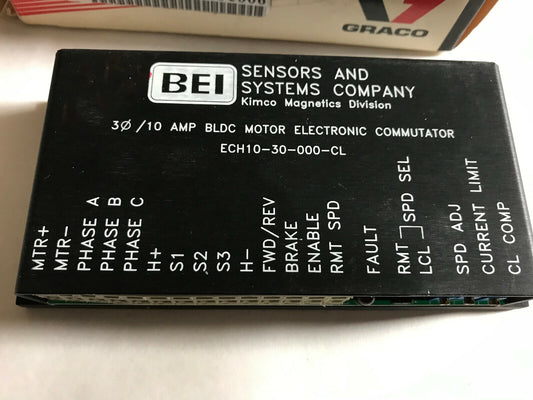 GRACO
BEI
SENSORS AND
SYSTEMS COMPANY
Kimco Magnetics Division
3Ø/10 AMP BLDC MOTOR ELECTRONIC COMMUTATOR
ECH10-30-000-CL
MTR+
MTR-
PHASE A
PHASE B
PHASE C
H+
S1
S2
S3
H-
FWD/REV
BRAKE
ENABLE
RMT SPD
FAULT
RMT
LCL
SPD SEL
SPD ADJ
CURRENT LIMIT
CL COMP